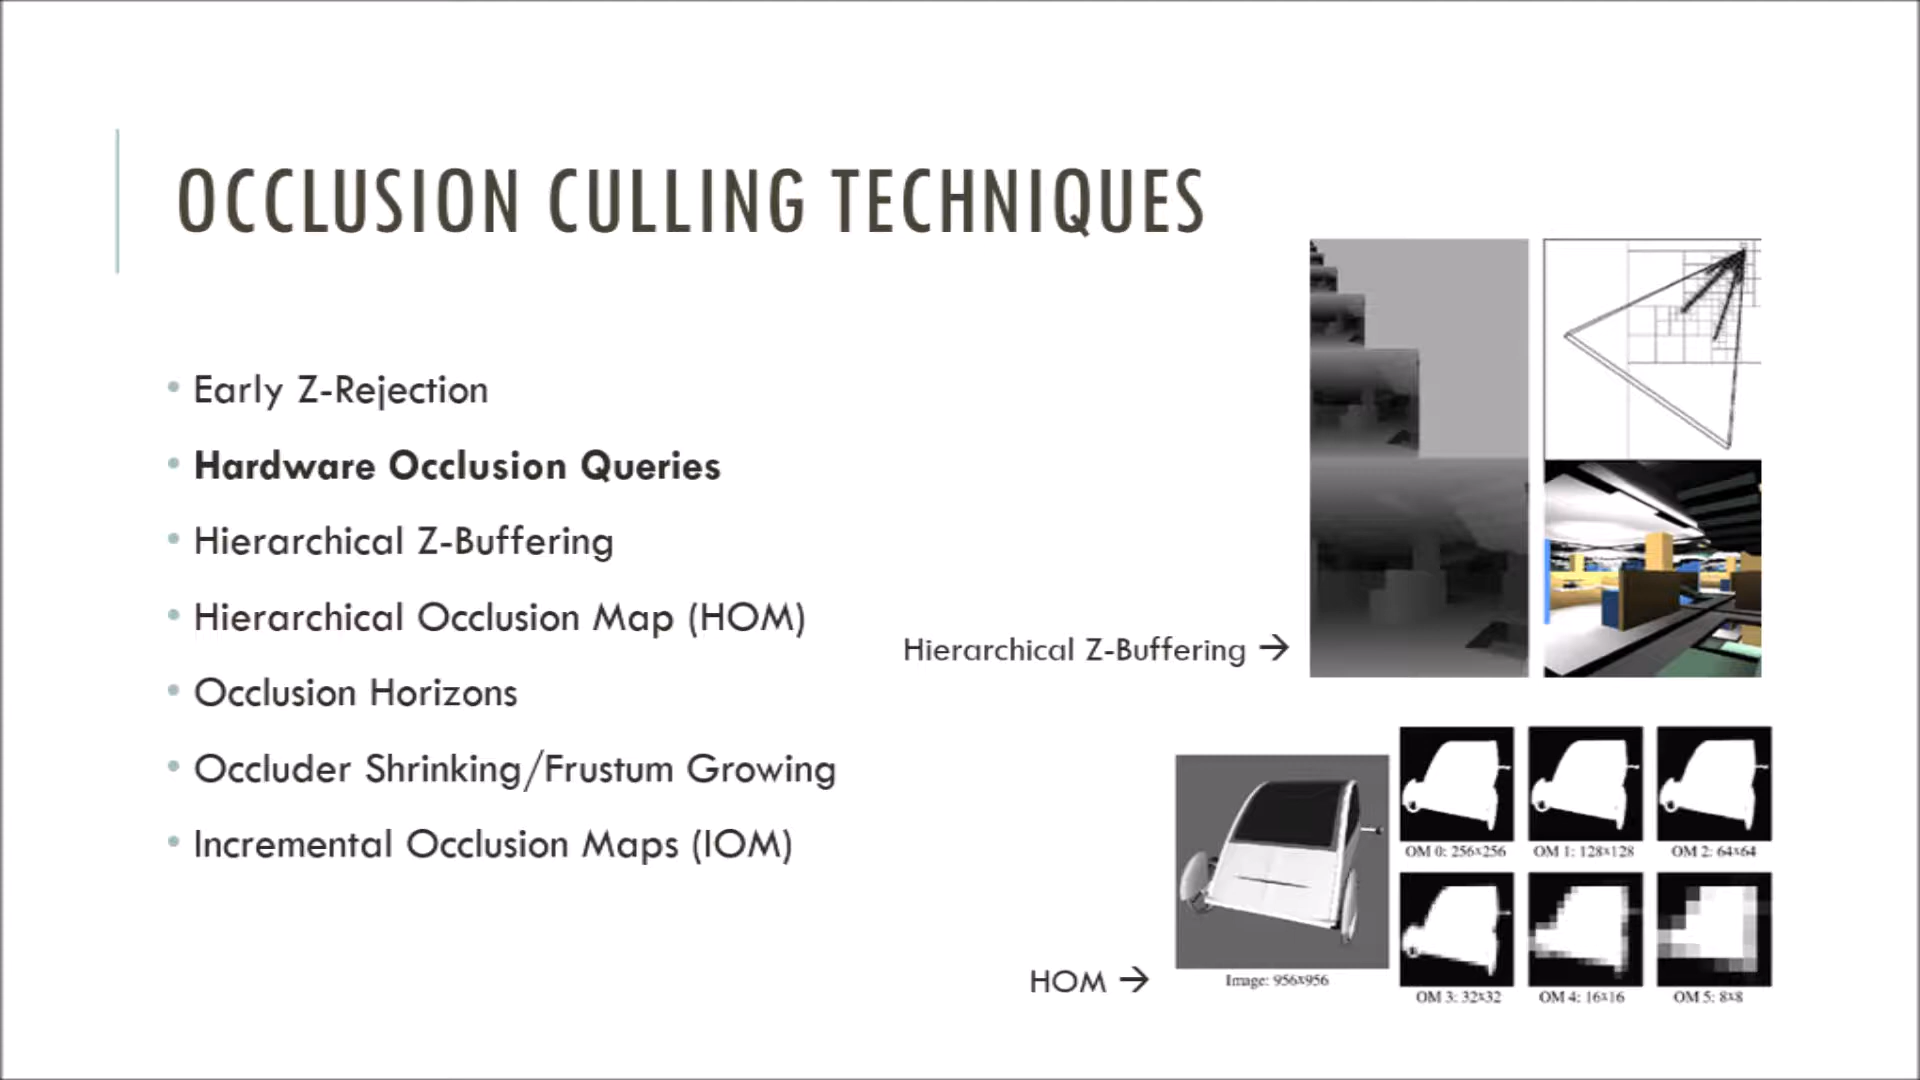 OCCLUSION CULLING TECHNIQUES
• Early Z-Rejection
• Hardware Occlusion Queries
• Hierarchical Z-Buffering
• Hierarchical Occlusion Map (HOM)
• Occlusion Horizons
• Occluder Shrinking/Frustum Growing
• Incremental Occlusion Maps (IOM)
Hierarchical Z-Buffering →
HOM →
Image: 956x956
OM 0: 256x256
OM 1: 128x128
OM 2: 64x64
OM 3: 32x32
OM 4: 16x16
OM 5: 8x8